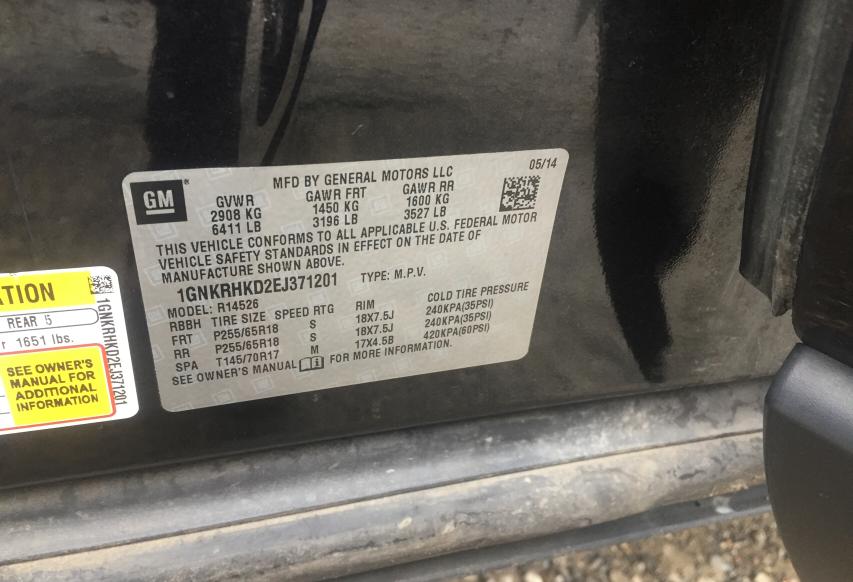 GM
MFD BY GENERAL MOTORS LLC
05/14
GVWR GAWR FRT GAWR RR
2908 KG 1450 KG 1600 KG
6411 LB 3196 LB 3527 LB
THIS VEHICLE CONFORMS TO ALL APPLICABLE U.S. FEDERAL MOTOR
VEHICLE SAFETY STANDARDS IN EFFECT ON THE DATE OF
MANUFACTURE SHOWN ABOVE.
1GNKRHKD2EJ371201 TYPE: M.P.V.
MODEL: R14526
RBBH TIRE SIZE SPEED RTG RIM COLD TIRE PRESSURE
FRT P255/65R18 S 18X7.5J 240KPA(35PSI)
RR P255/65R18 S 18X7.5J 240KPA(35PSI)
SPA T145/70R17 M 17X4.5B 420KPA(60PSI)
SEE OWNER'S MANUAL FOR MORE INFORMATION.
REAR 5
1651 lbs.
SEE OWNER'S
MANUAL FOR
ADDITIONAL
INFORMATION
1GNKRHKD2EJ371201